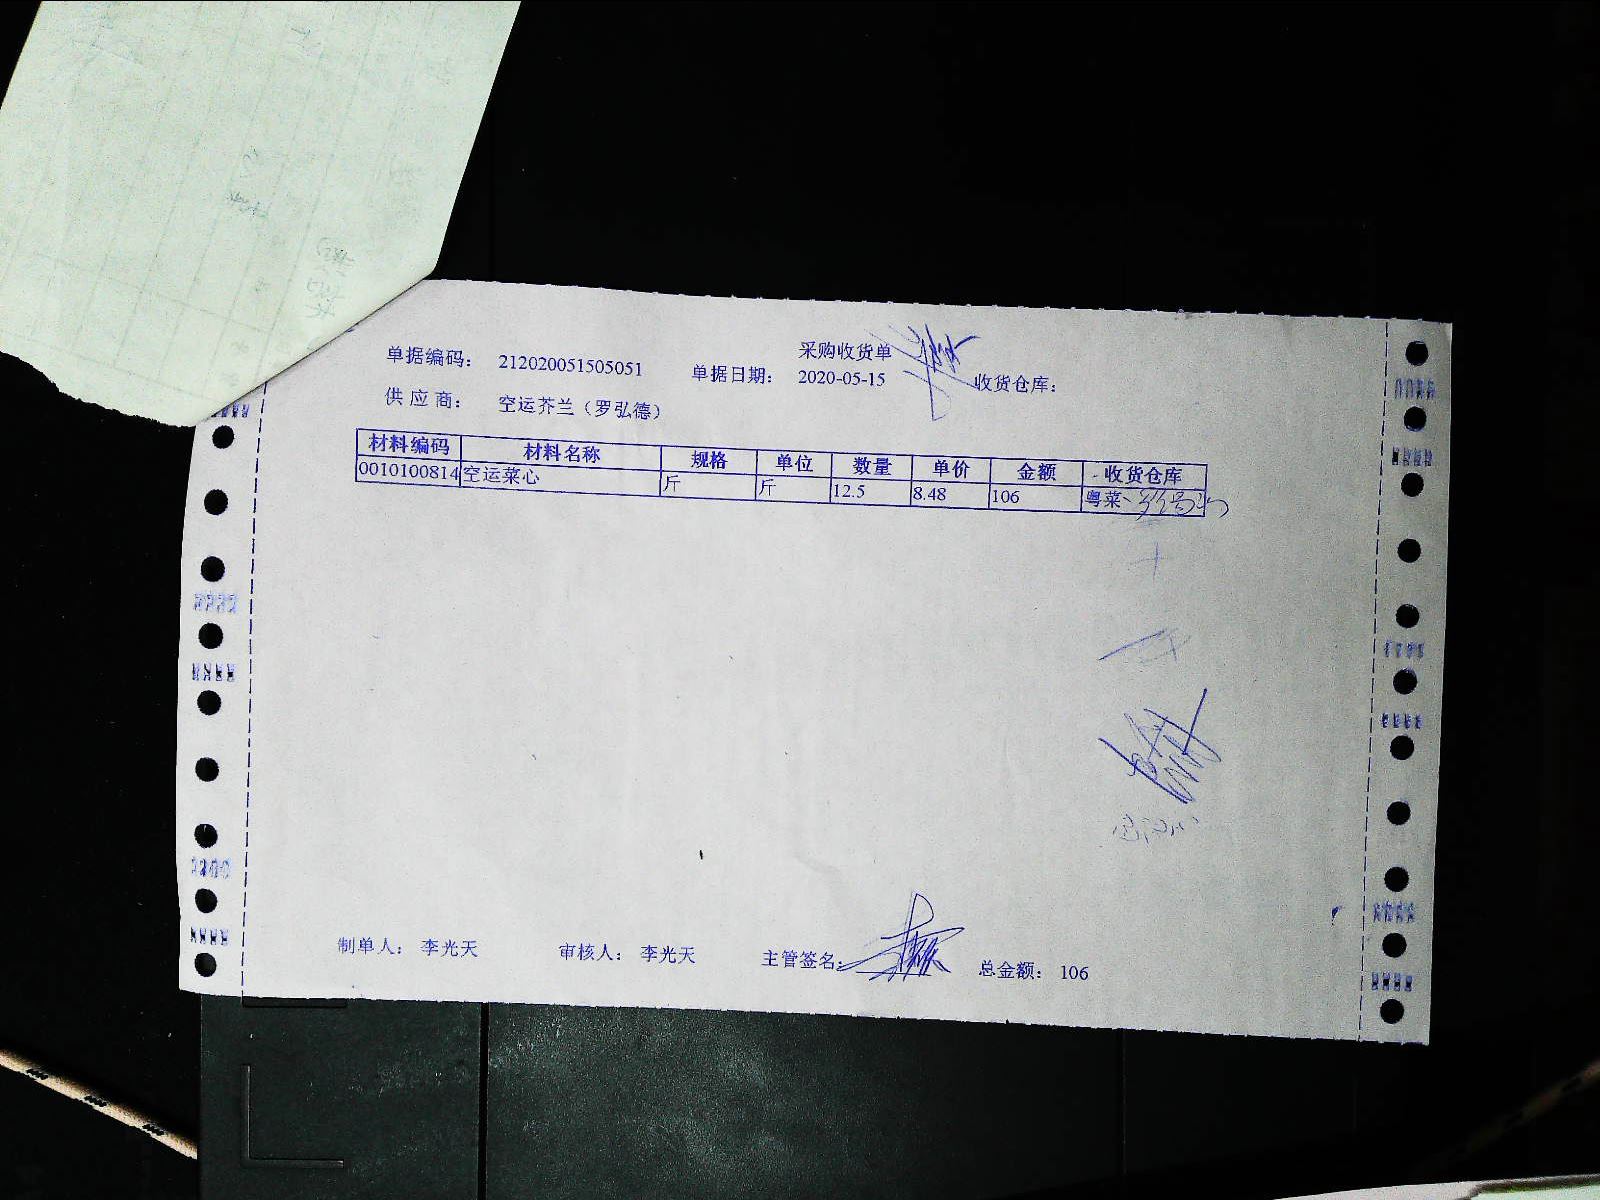 采购收货单
单据编码： 212020051505051 单据日期： 2020-05-15 收货仓库：
供 应 商： 空运芥兰（罗弘德）
材料编码 材料名称 规格 单位 数量 单价 金额 收货仓库
0010100814 空运菜心 斤 斤 12.5 8.48 106 粤菜
制单人： 李光天 审核人： 李光天 主管签名： 总金额： 106